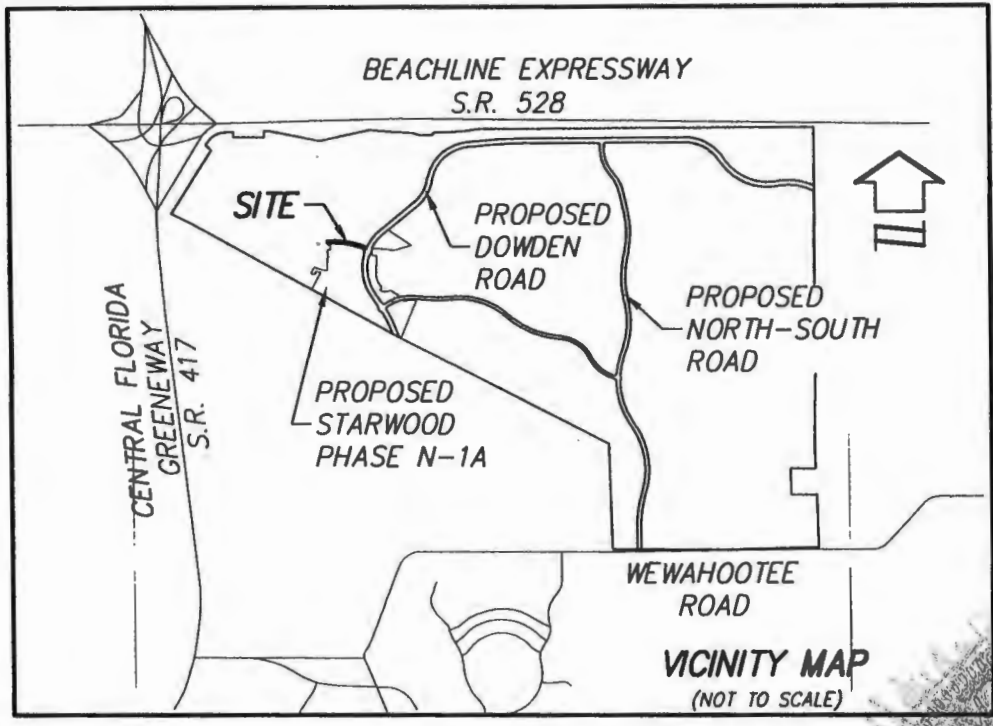 BEACHLINE EXPRESSWAY
S.R. 528
SITE
PROPOSED
DOWDEN
ROAD
PROPOSED
NORTH-SOUTH
ROAD
PROPOSED
STARWOOD
PHASE N-1A
CENTRAL FLORIDA
GREENEWAY
S.R. 417
WEWAHOOTEE
ROAD
VICINITY MAP
(NOT TO SCALE)